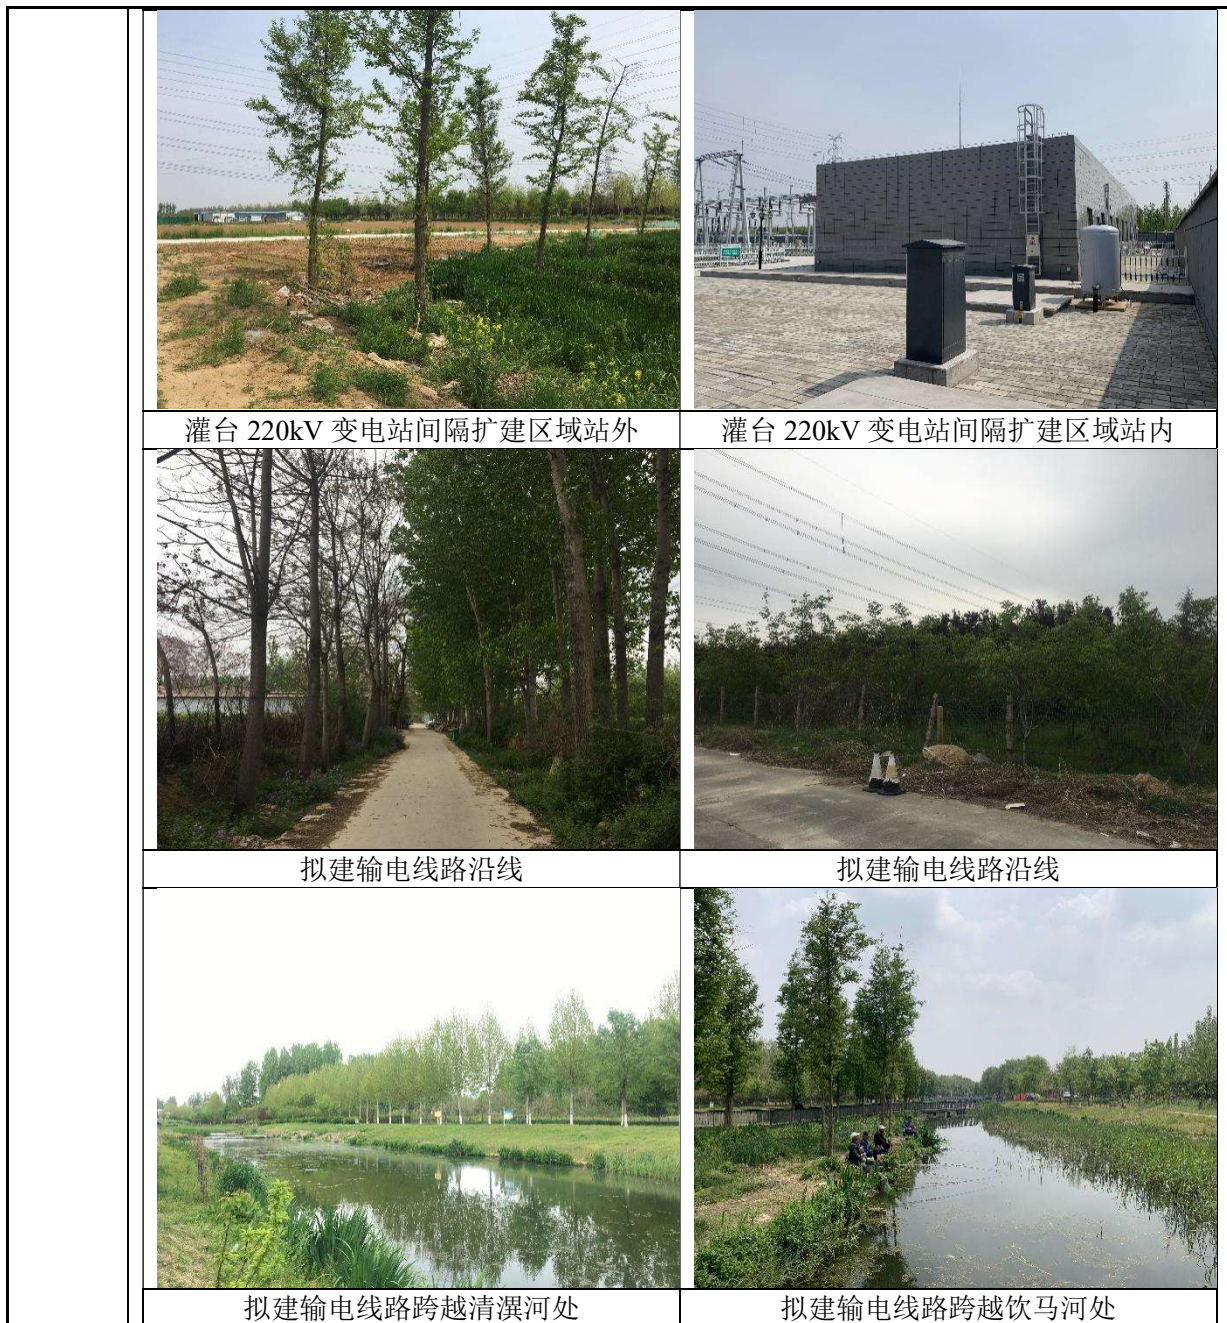 灌台 220kV 变电站间隔扩建区域站外
灌台 220kV 变电站间隔扩建区域站内
拟建输电线路沿线
拟建输电线路沿线
拟建输电线路跨越清潩河处
拟建输电线路跨越饮马河处